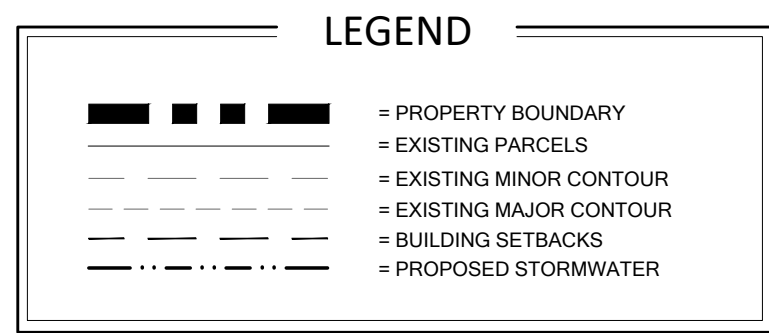 LEGEND
= PROPERTY BOUNDARY
= EXISTING PARCELS
= EXISTING MINOR CONTOUR
= EXISTING MAJOR CONTOUR
= BUILDING SETBACKS
= PROPOSED STORMWATER